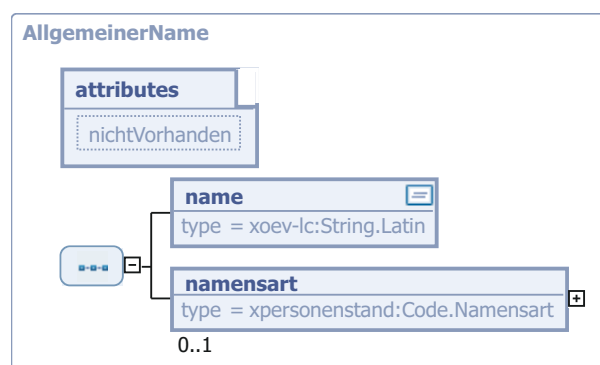 AllgemeinerName
attributes
nichtVorhanden
name
type = xoev-lc:String.Latin
namensart
type = xpersonenstand:Code.Namensart
0..1